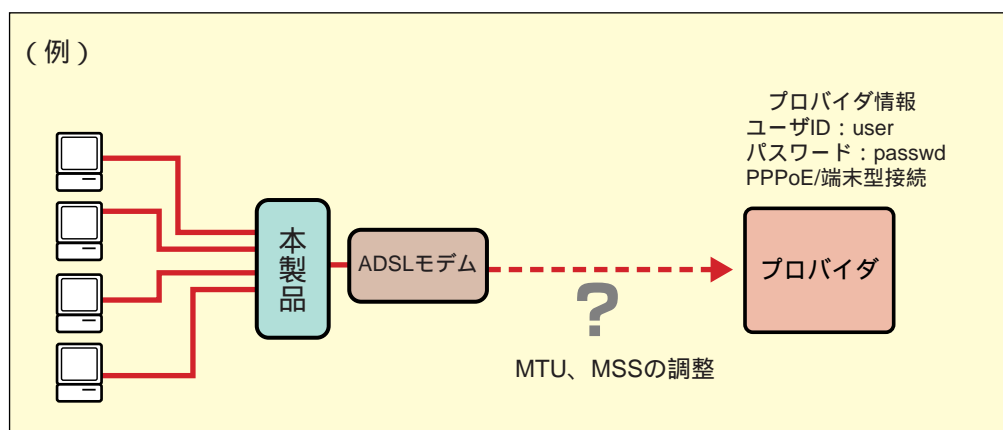 （例）
プロバイダ情報
ユーザID：user
パスワード：passwd
PPPoE/端末型接続
本製品
ADSLモデム
プロバイダ
?
MTU、MSSの調整